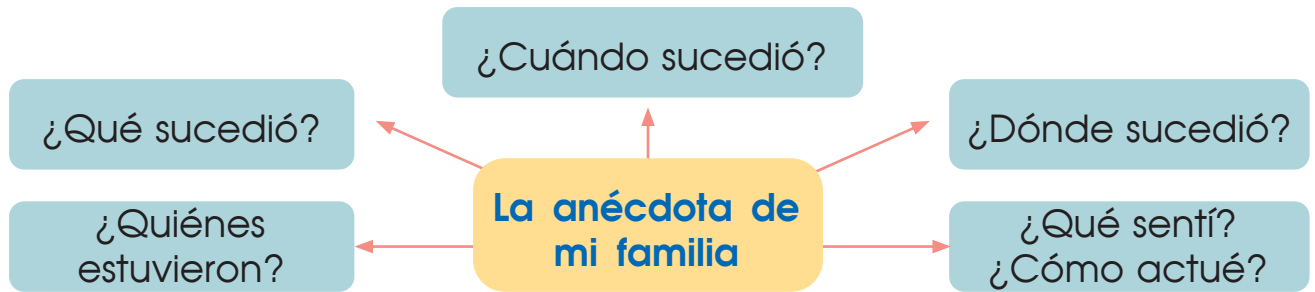 ¿Cuándo sucedió?
¿Qué sucedió?
¿Dónde sucedió?
La anécdota de
mi familia
¿Quiénes
estuvieron?
¿Qué sentí?
¿Cómo actué?